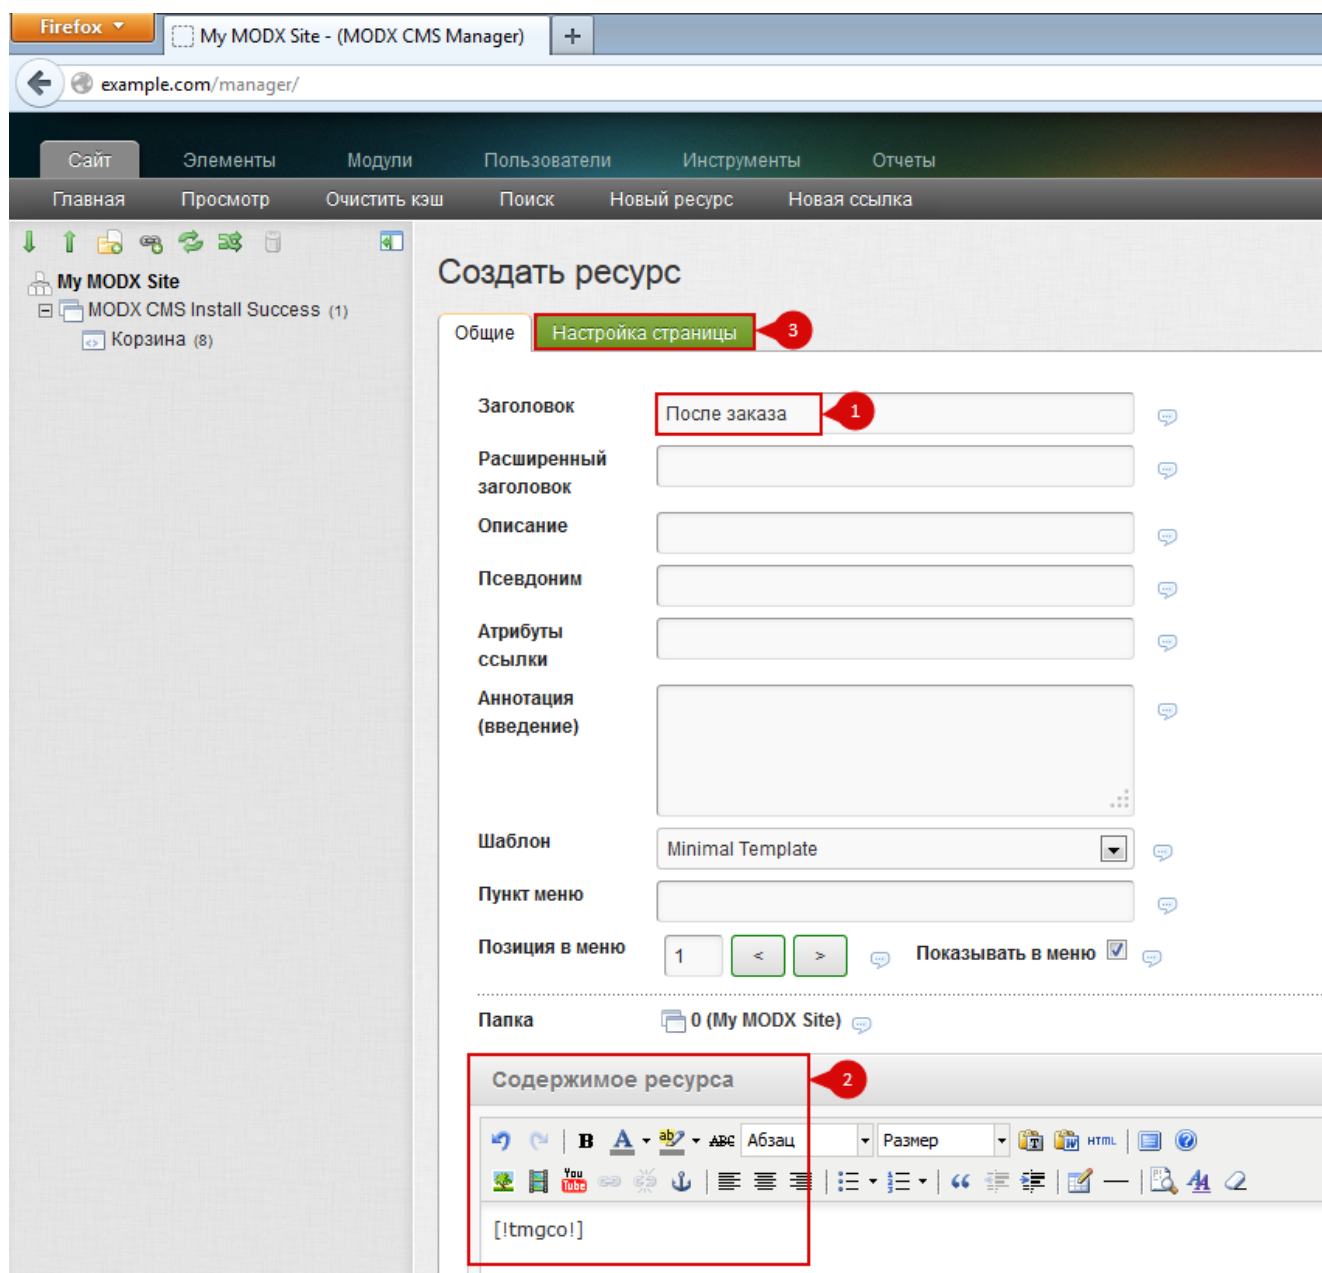 Firefox
My MODX Site - (MODX CMS Manager)
example.com/manager/
Сайт Элементы Модули Пользователи Инструменты Отчеты
Главная Просмотр Очистить кэш Поиск Новый ресурс Новая ссылка
My MODX Site
MODX CMS Install Success (1)
Корзина (8)
Создать ресурс
Общие Настройка страницы 3
Заголовок После заказа 1
Расширенный
заголовок
Описание
Псевдоним
Атрибуты
ссылки
Аннотация
(введение)
Шаблон Minimal Template
Пункт меню
Позиция в меню 1 < > Показывать в меню
Папка 0 (My MODX Site)
Содержимое ресурса 2
B A ab ABC Абзац Размер T W HTML ?
You Tube A
[!tmgco!]